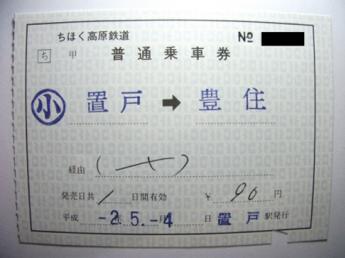 ちほく高原鉄道 №
ち 甲 普通乗車券
小 置戸 ➡ 豊住
経由
発売日共 1 日間有効 ¥ 90 円
平成 -2.5.-4 日 置戸 駅発行